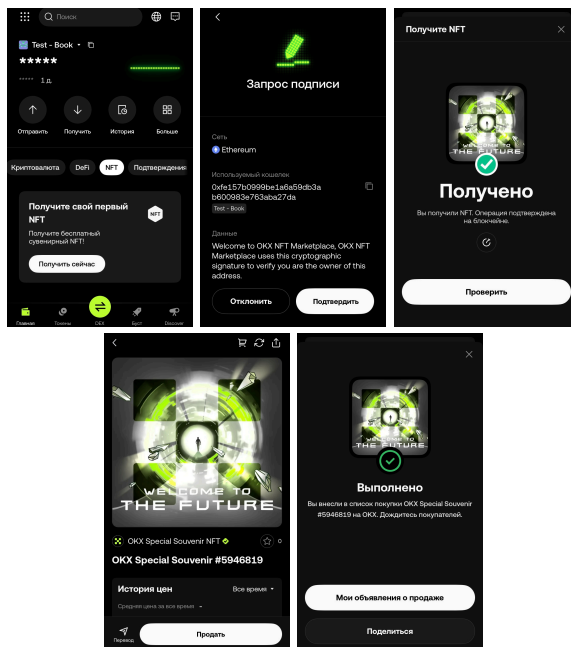 Поиск
Test - Book
*****
***** 1 д.
Отправить
Получить
История
Больше
Криптовалюта
DeFi
NFT
Подтверждения
Получите свой первый
NFT
Получите бесплатный
сувенирный NFT!
Получить сейчас
NFT
Главная
Токены
DEX
Буст
Discover
Запрос подписи
Сеть
Ethereum
Используемый кошелек
0xfe157b0999be1a6a59db3a
b600983e763aba27da
Test - Book
Данные
Welcome to OKX NFT Marketplace, OKX NFT
Marketplace uses this cryptographic
signature to verify you are the owner of this
address.
Отклонить
Подтвердить
Получите NFT
WELCOME TO
THE FUTURE
Получено
Вы получили NFT. Операция подтверждена
на блокчейне.
Проверить
WELCOME TO
THE FUTURE
OKX Special Souvenir NFT
0
OKX Special Souvenir #5946819
История цен
Все время
Средняя цена за все время -
Перевод
Продать
WELCOME TO
THE FUTURE
Выполнено
Вы внесли в список покупки OKX Special Souvenir
#5946819 на OKX. Дождитесь покупателей.
Мои объявления о продаже
Поделиться